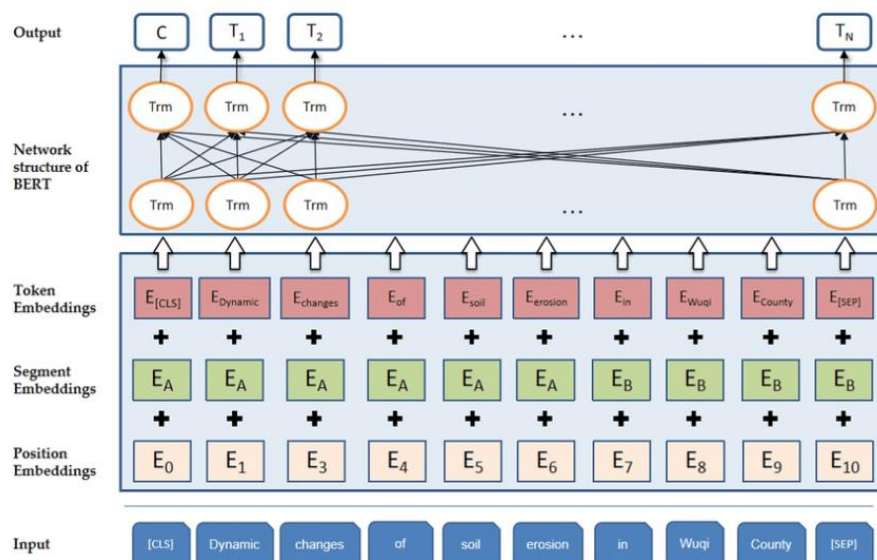 Output C T1 T2 ... TN
Trm Trm Trm ... Trm
Network
structure of
BERT
Trm Trm Trm ... Trm
Token
Embeddings
E[CLS] EDynamic Echanges Eof Esoil Eerosion Ein EWuqi ECounty E[SEP]
+ + + + + + + + + +
Segment
Embeddings
EA EA EA EA EA EA EB EB EB EB
+ + + + + + + + + +
Position
Embeddings
E0 E1 E3 E4 E5 E6 E7 E8 E9 E10
Input [CLS] Dynamic changes of soil erosion in Wuqi County [SEP]